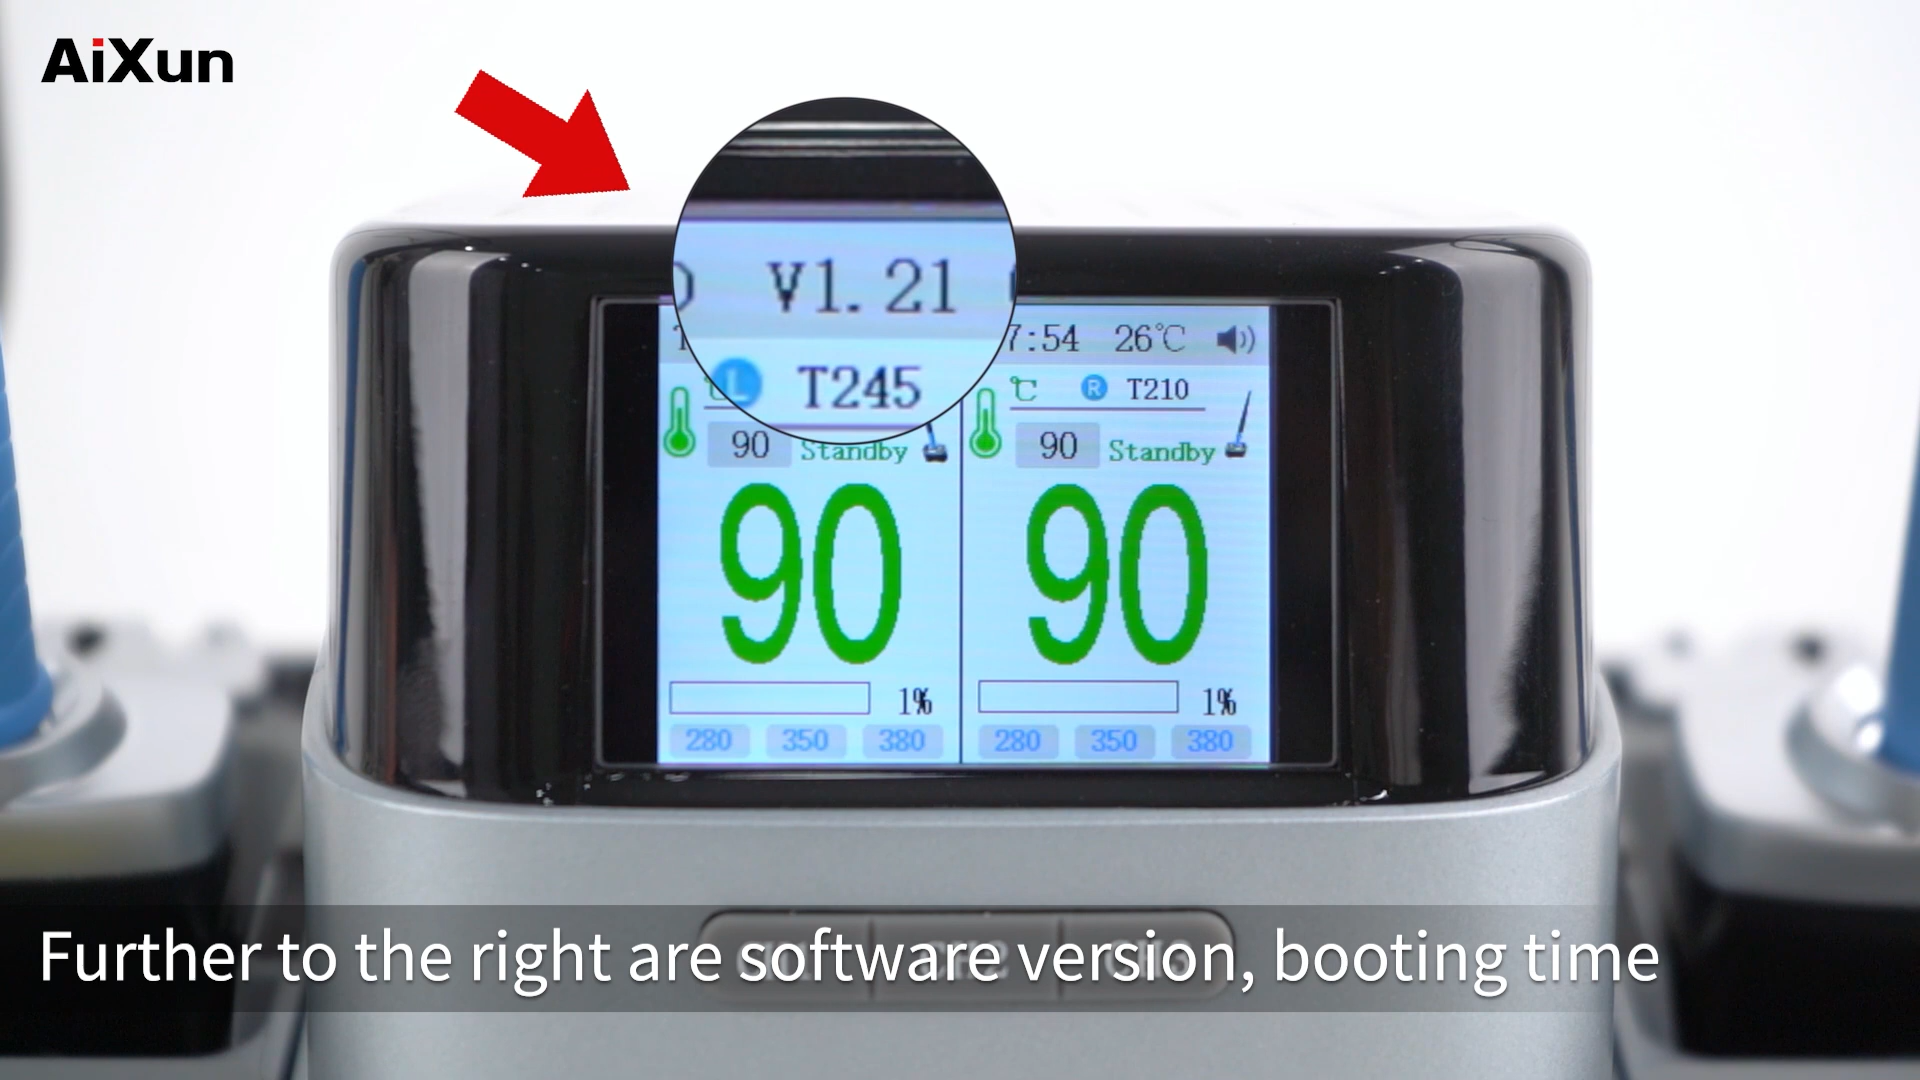 AiXun
V1.21
7:54 26℃
L T245
℃ R T210
90 Standby
90 Standby
90
90
1%
1%
280 350 380
280 350 380
Further to the right are software version, booting time